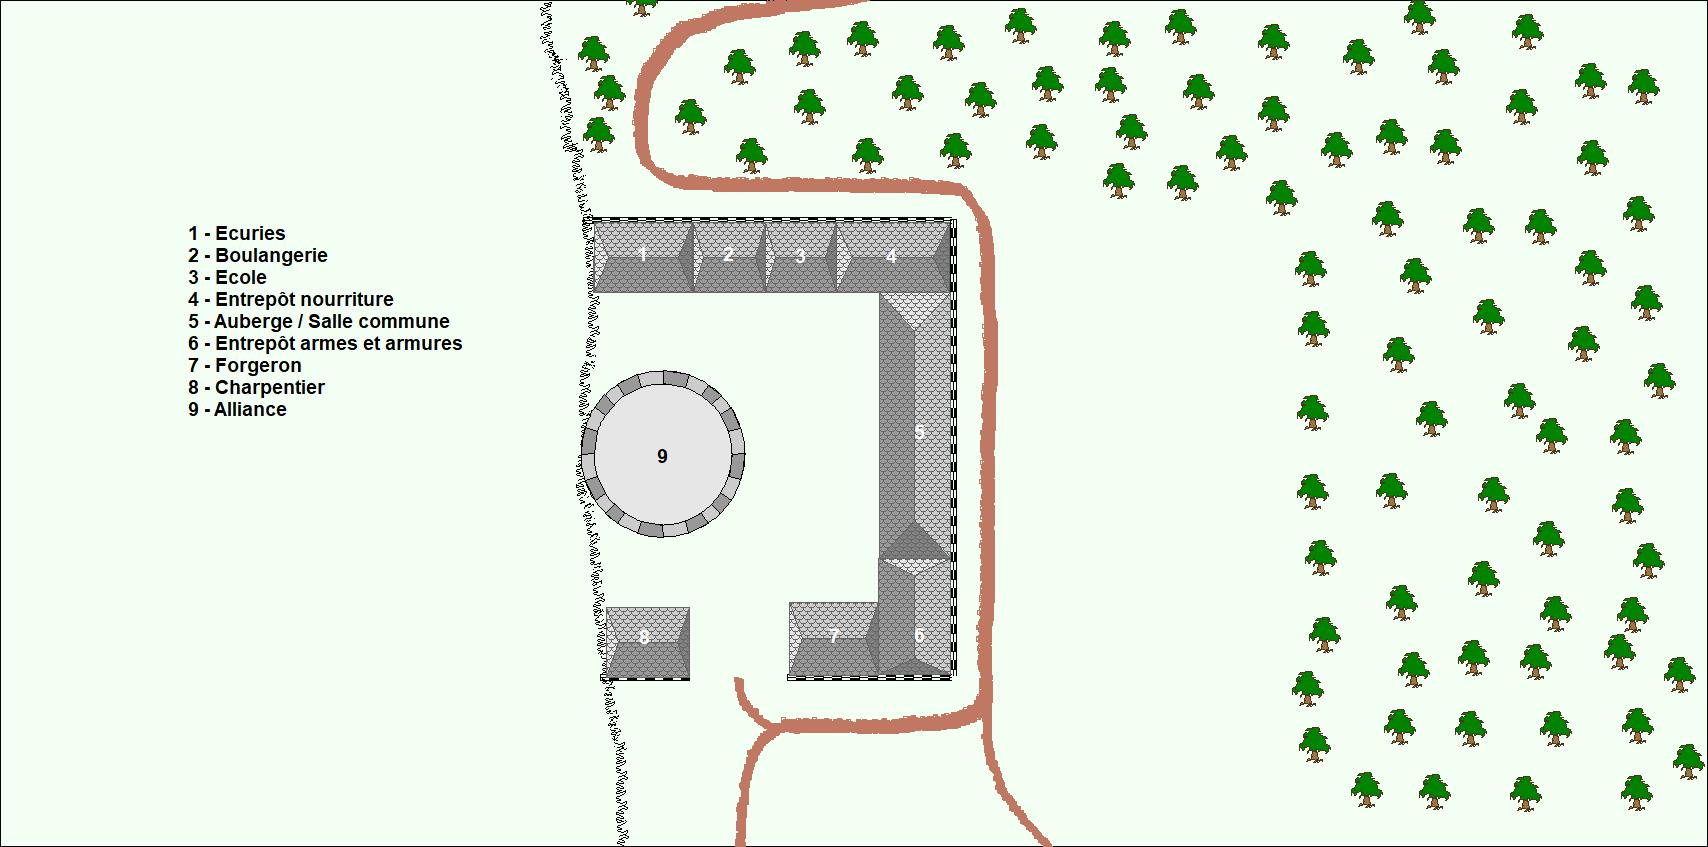 1 - Ecuries
2 - Boulangerie
3 - Ecole
4 - Entrepôt nourriture
5 - Auberge / Salle commune
6 - Entrepôt armes et armures
7 - Forgeron
8 - Charpentier
9 - Alliance
1 2 3 4
5
9
8 7 6